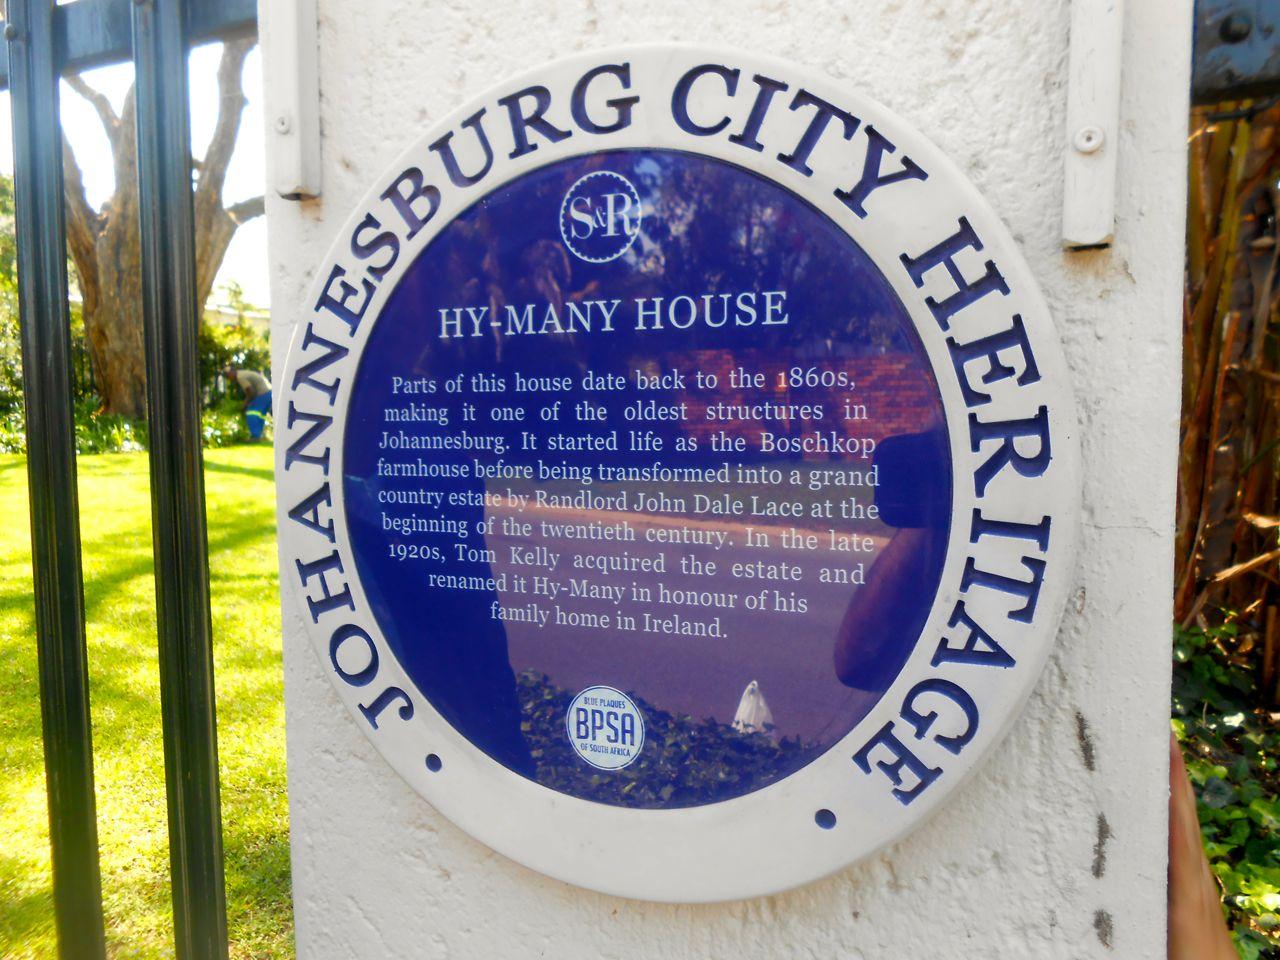 JOHANNESBURG CITY HERITAGE
S&R
HY-MANY HOUSE
Parts of this house date back to the 1860s,
making it one of the oldest structures in
Johannesburg. It started life as the Boschkop
farmhouse before being transformed into a grand
country estate by Randlord John Dale Lace at the
beginning of the twentieth century. In the late
1920s, Tom Kelly acquired the estate and
renamed it Hy-Many in honour of his
family home in Ireland.
BLUE PLAQUES
BPSA
OF SOUTH AFRICA